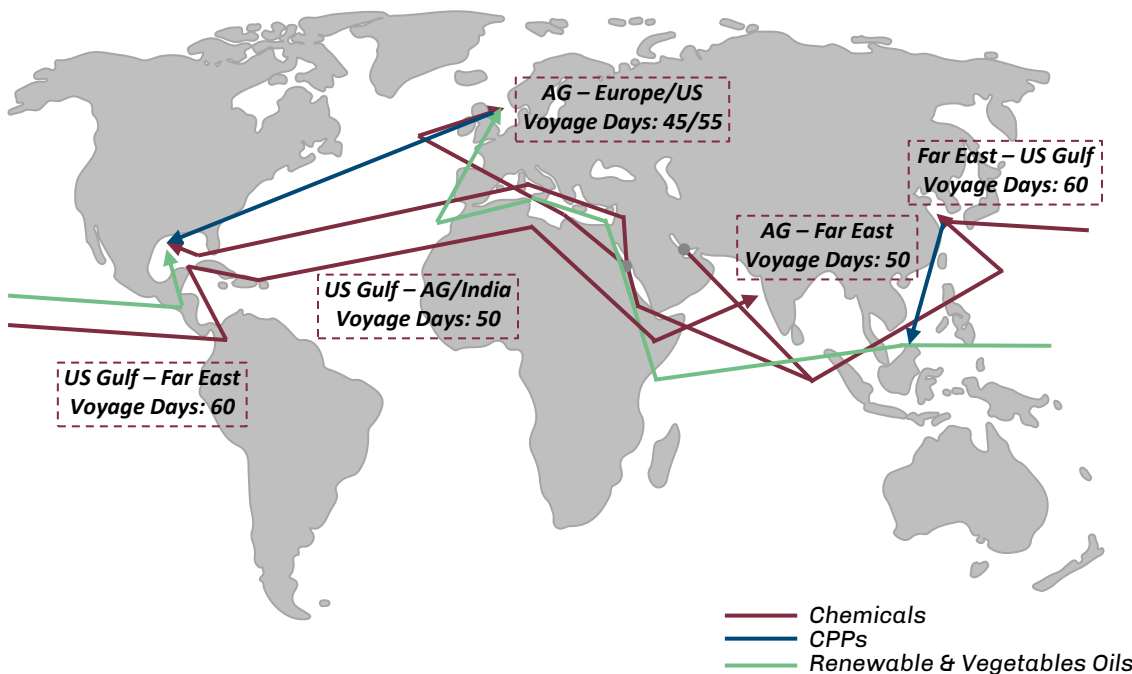 AG – Europe/US
Voyage Days: 45/55
Far East – US Gulf
Voyage Days: 60
AG – Far East
Voyage Days: 50
US Gulf – AG/India
Voyage Days: 50
US Gulf – Far East
Voyage Days: 60
Chemicals
CPPs
Renewable & Vegetables Oils